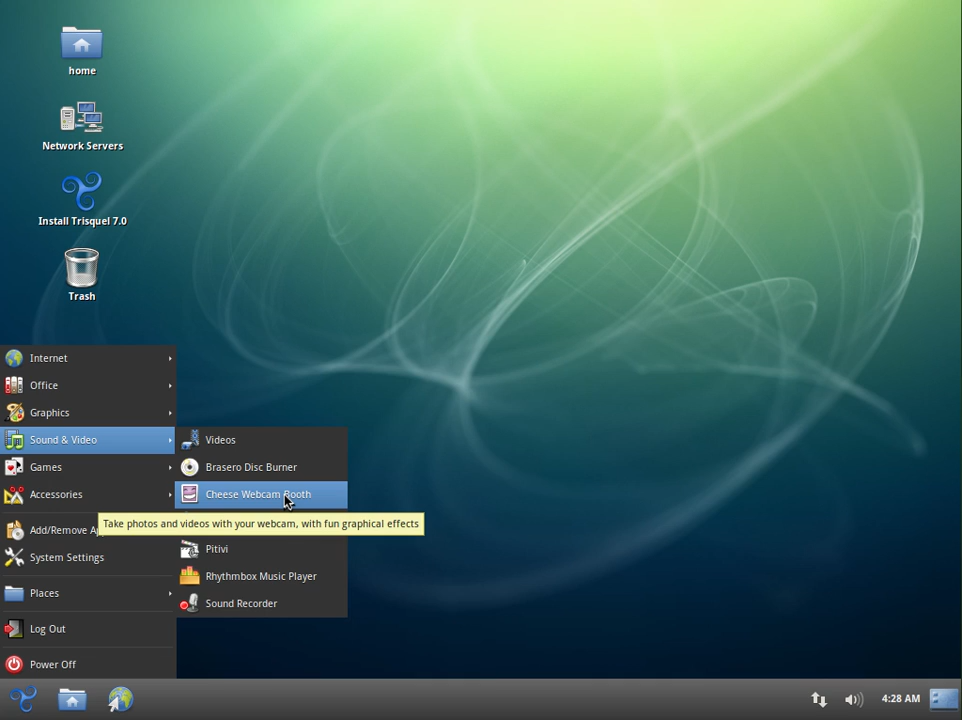 home
Network Servers
Install Trisquel 7.0
Trash
Internet
Office
Graphics
Sound & Video
Games
Accessories
Add/Remove
System Settings
Places
Log Out
Power Off
Videos
Brasero Disc Burner
Cheese Webcam Booth
Take photos and videos with your webcam, with fun graphical effects
Pitivi
Rhythmbox Music Player
Sound Recorder
4:28 AM